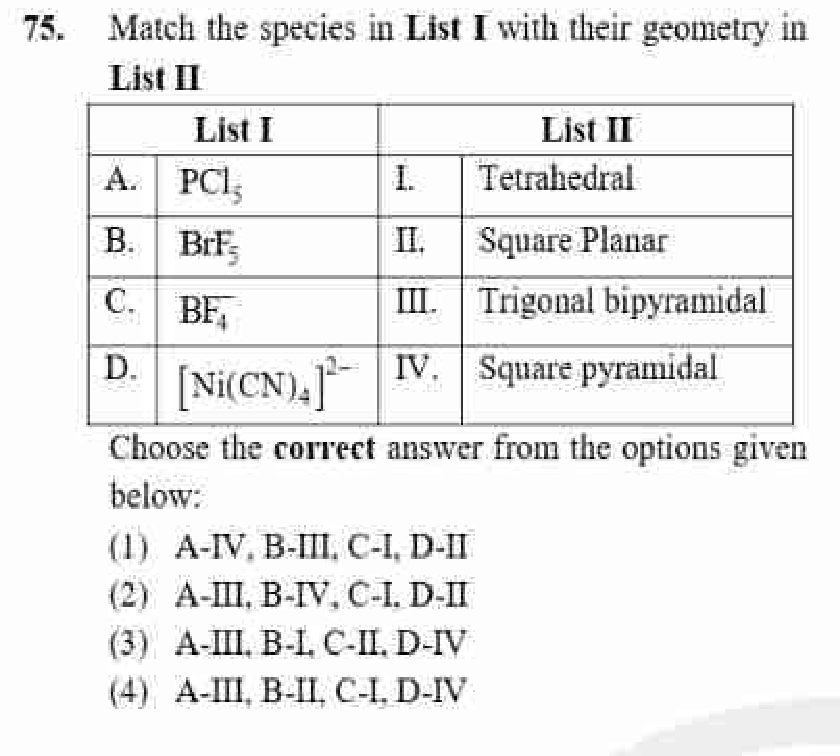 75. Match the species in List I with their geometry in
List II
List I List II
A. PCl₅ I. Tetrahedral
B. BrF₅ II. Square Planar
C. BF₄⁻ III. Trigonal bipyramidal
D. [Ni(CN)₄]²⁻ IV. Square pyramidal
Choose the correct answer from the options given
below:
(1) A-IV, B-III, C-I, D-II
(2) A-III, B-IV, C-I, D-II
(3) A-III, B-I, C-II, D-IV
(4) A-III, B-II, C-I, D-IV